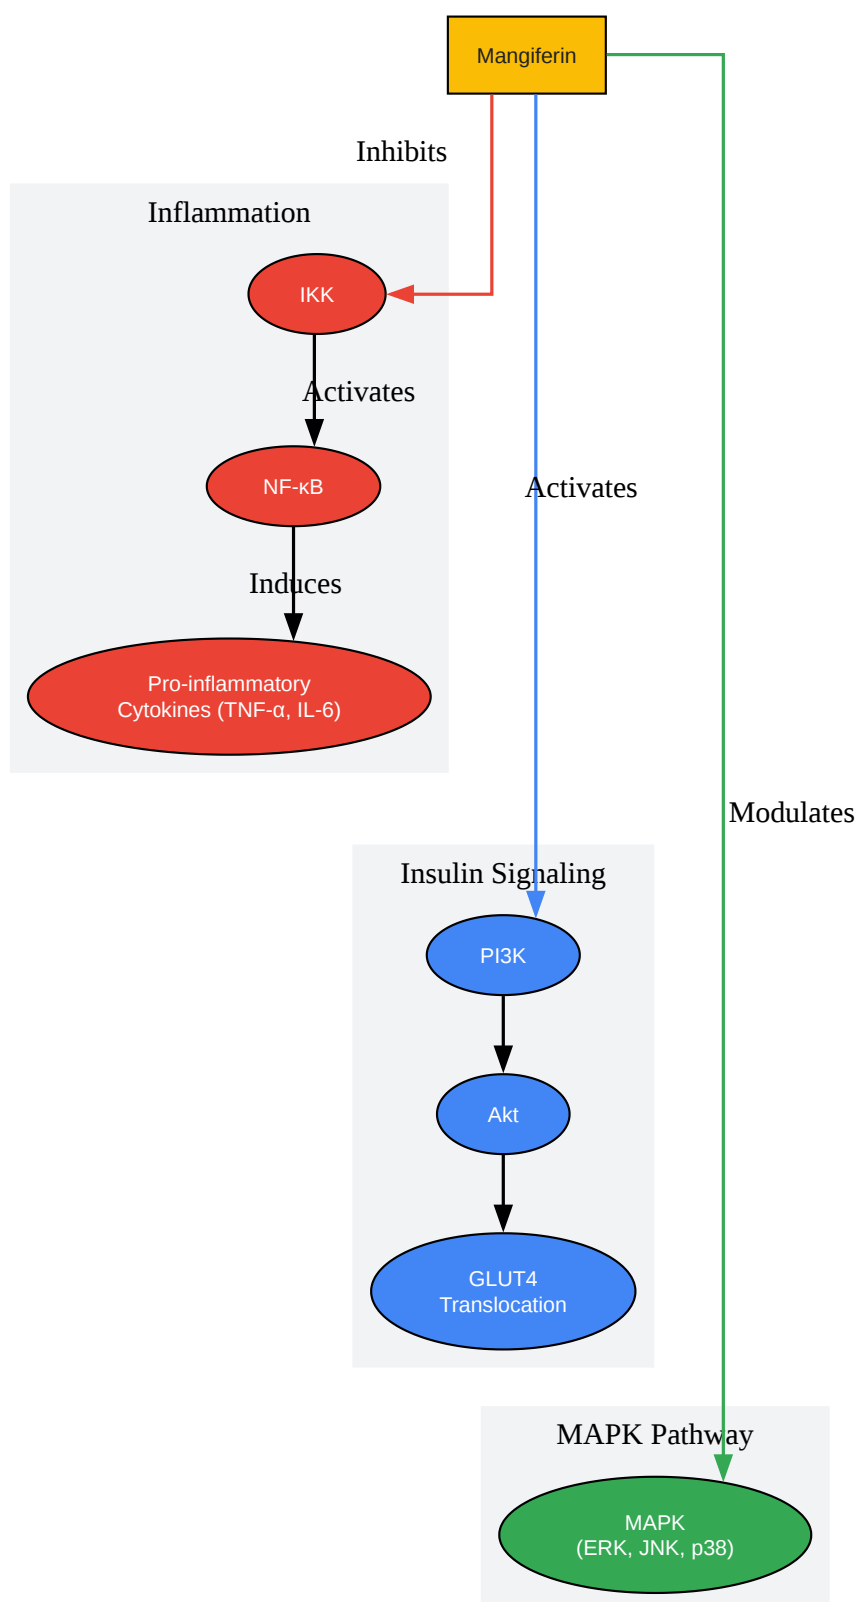 Mangiferin
Inhibits
Inflammation
IKK
Activates
NF-κB
Activates
Induces
Pro-inflammatory
Cytokines (TNF-α, IL-6)
Modulates
Insulin Signaling
PI3K
Akt
GLUT4
Translocation
MAPK Pathway
MAPK
(ERK, JNK, p38)